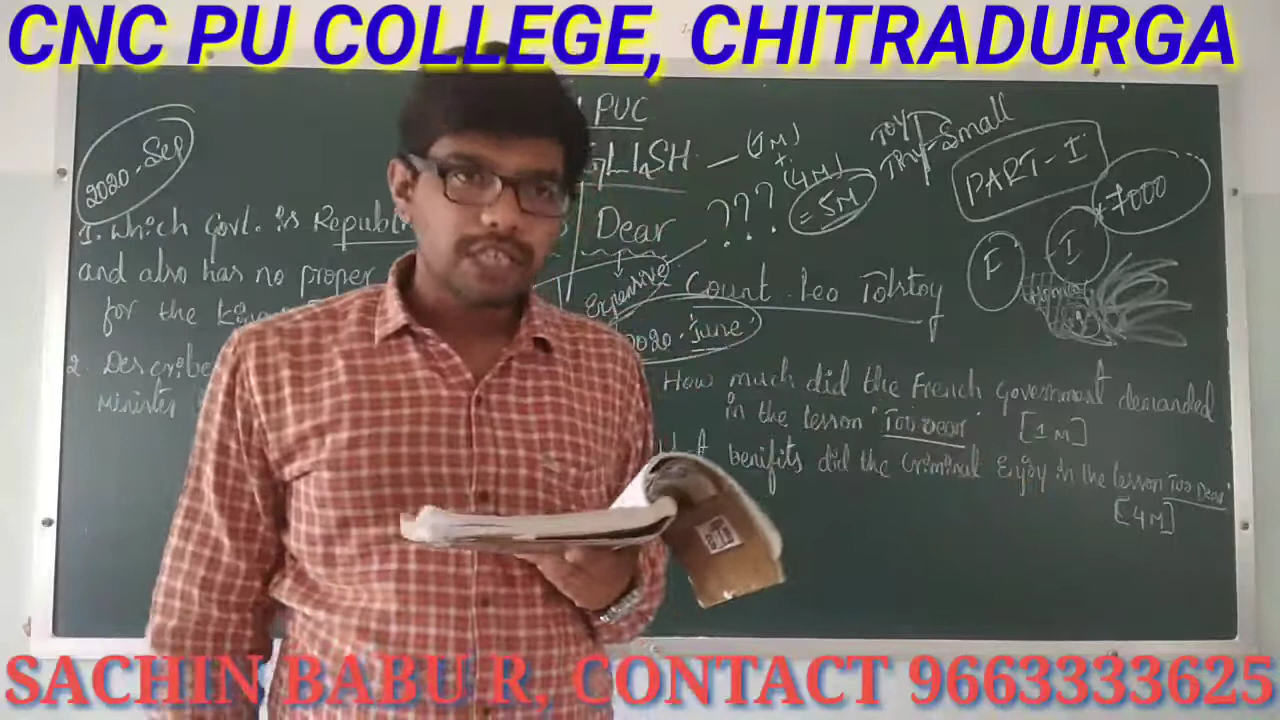 CNC PU COLLEGE, CHITRADURGA
PUC
LISH
(1M)
+
(4M)
= 5M
TOY
Tiny-Small
PART-I
+7000
F
I
Dear
???
Expensive
Count Leo Tolstoy
2020-June
How much did the French Government demanded
in the lesson 'Too Dear' [1M]
benifits did the criminal Enjoy in the lesson Too Dear'
[4M]
2020-Sep
1. Which Govt. is Republ
and also has no proper
for the
2. Describe
minister
SACHIN BABU R, CONTACT 9663333625